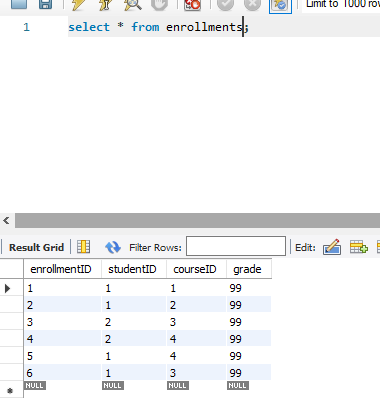 Limit to 1000 row
1 select * from enrollments;
Result Grid Filter Rows: Edit:
enrollmentID studentID courseID grade
1 1 1 99
2 1 2 99
3 2 3 99
4 2 4 99
5 1 4 99
6 1 3 99
NULL NULL NULL NULL